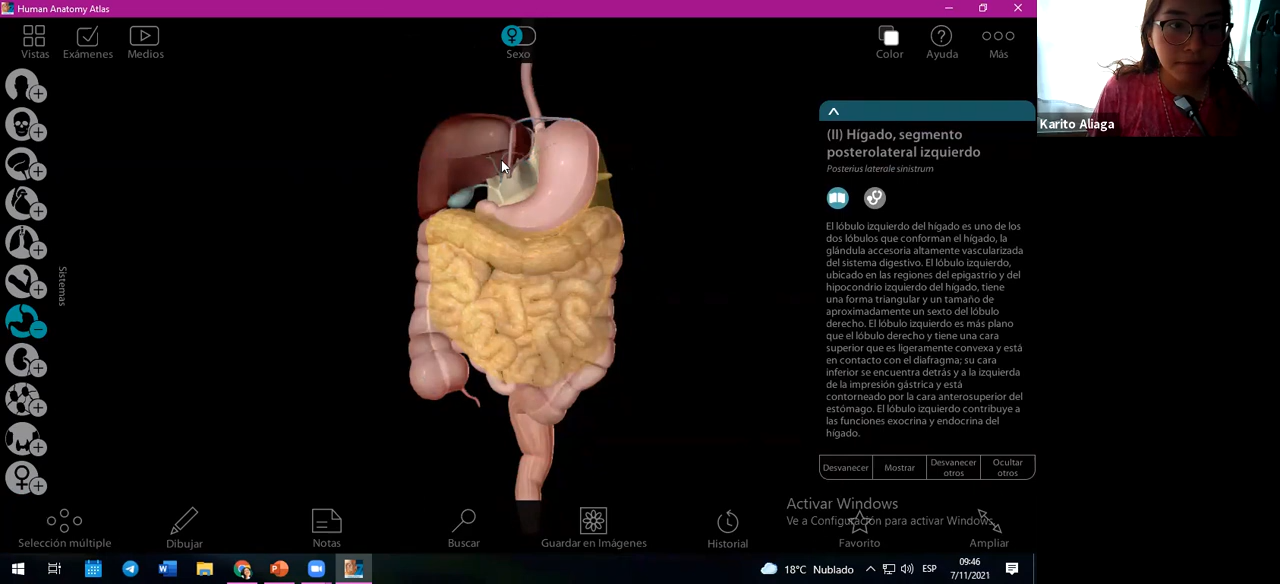 Human Anatomy Atlas
Vistas
Exámenes
Medios
Sexo
Color
Ayuda
Más
Karito Aliaga
Sistemas
(II) Hígado, segmento
posterolateral izquierdo
Posterius laterale sinistrum
El lóbulo izquierdo del hígado es uno de los
dos lóbulos que conforman el hígado, la
glándula accesoria altamente vascularizada
del sistema digestivo. El lóbulo izquierdo,
ubicado en las regiones del epigastrio y del
hipocondrio izquierdo del hígado, tiene
una forma triangular y un tamaño de
aproximadamente un sexto del lóbulo
derecho. El lóbulo izquierdo es más plano
que el lóbulo derecho y tiene una cara
superior que es ligeramente convexa y está
en contacto con el diafragma; su cara
inferior se encuentra detrás y a la izquierda
de la impresión gástrica y está
contorneado por la cara anterosuperior del
estómago. El lóbulo izquierdo contribuye a
las funciones exocrina y endocrina del
hígado.
Desvanecer
Mostrar
Desvanecer
otros
Ocultar
otros
Activar Windows
Ve a Configuración para activar Windows.
Selección múltiple
Dibujar
Notas
Buscar
Guardar en Imágenes
Historial
Favorito
Ampliar
18°C Nublado
ESP
09:46
7/11/2021